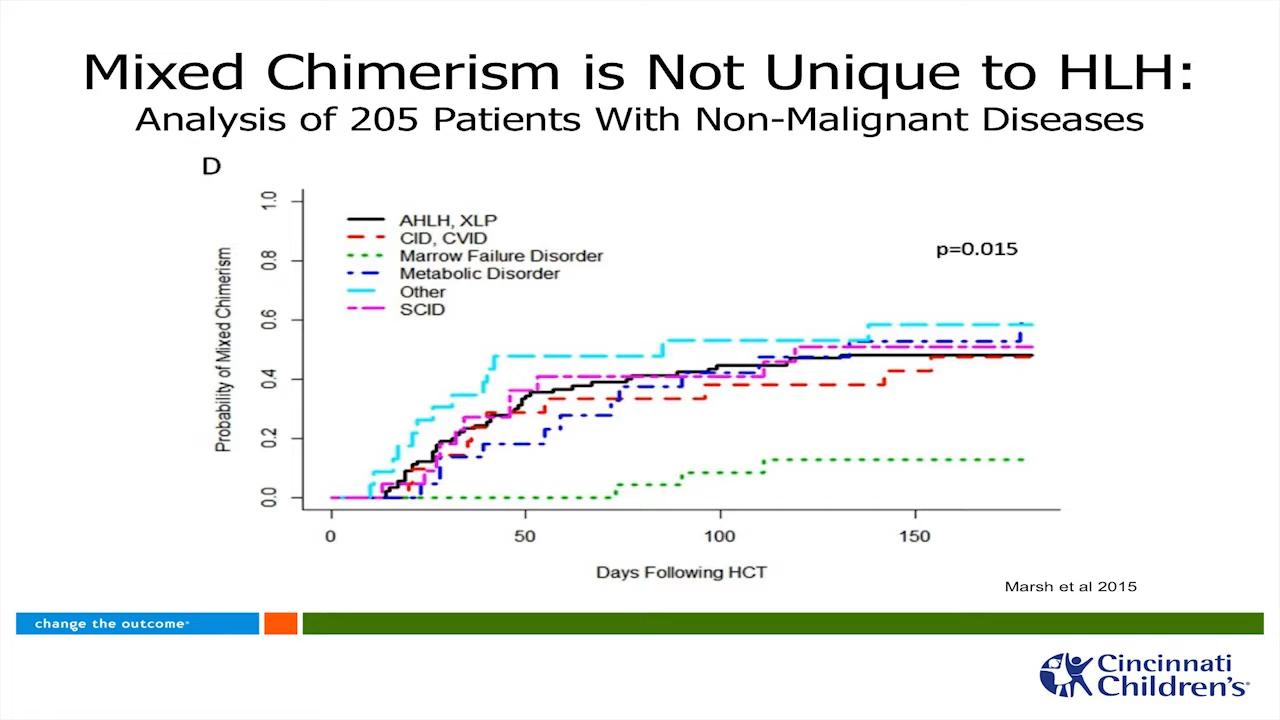 Mixed Chimerism is Not Unique to HLH:
Analysis of 205 Patients With Non-Malignant Diseases
D
Probability of Mixed Chimerism
1.0
0.8
0.6
0.4
0.2
0.0
AHLH, XLP
CID, CVID
Marrow Failure Disorder
Metabolic Disorder
Other
SCID
p=0.015
0 50 100 150
Days Following HCT
Marsh et al 2015
change the outcome®
Cincinnati
Children's®